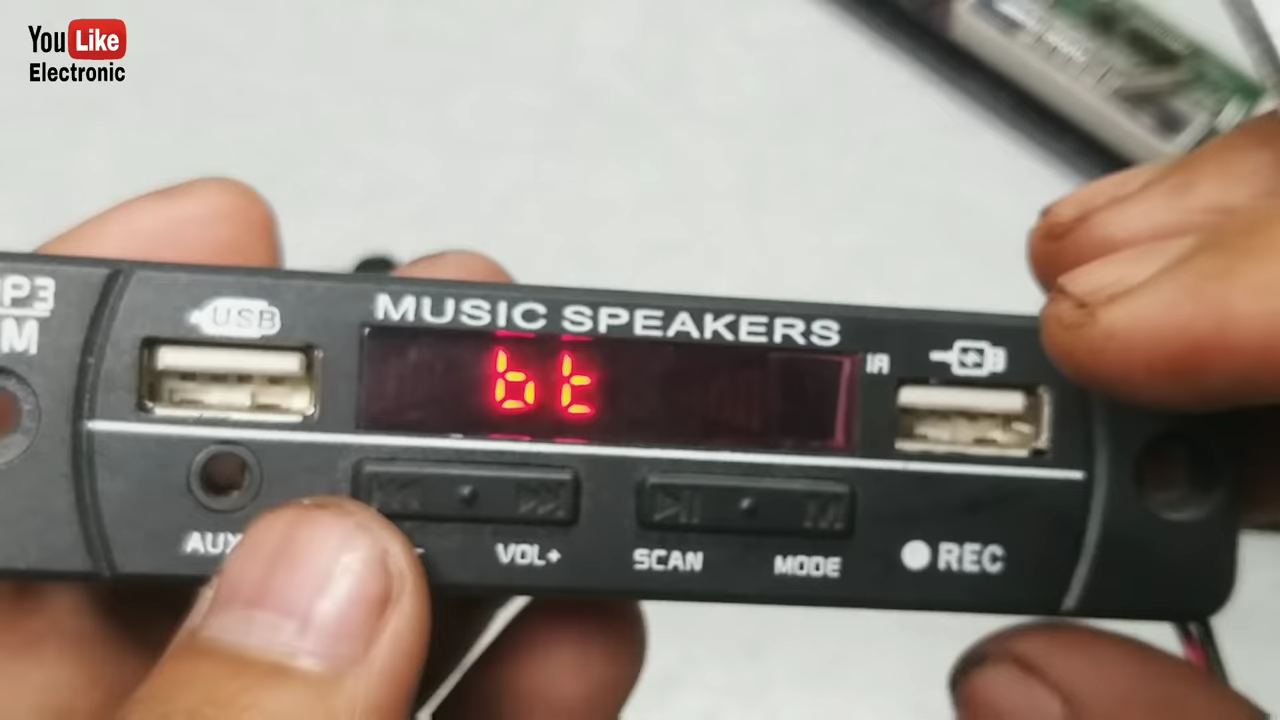 You Like
Electronic
P3
M
USB
MUSIC SPEAKERS
bt
IR
AUX
VOL+
SCAN
MODE
REC